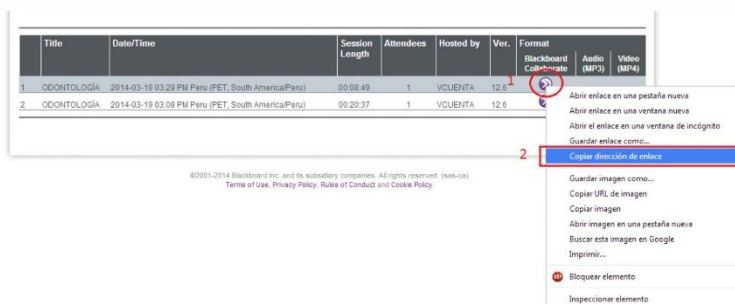 Title Date/Time Session Length Attendees Hosted by Ver. Format
Blackboard Collaborate Audio (MP3) Video (MP4)
1 ODONTOLOGÍA 2014-03-19 03:29 PM Peru (PET, South America/Peru) 00:08:49 1 VCUENTA 12.6
1
2 ODONTOLOGÍA 2014-03-19 03:08 PM Peru (PET, South America/Peru) 00:20:37 1 VCUENTA 12.6
Abrir enlace en una pestaña nueva
Abrir enlace en una ventana nueva
Abrir el enlace en una ventana de incógnito
Guardar enlace como...
2 Copiar dirección de enlace
Guardar imagen como...
Copiar URL de imagen
Copiar imagen
Abrir imagen en una pestaña nueva
Buscar esta imagen en Google
Imprimir...
Bloquear elemento
Inspeccionar elemento
©2001-2014 Blackboard Inc. and its subsidiary companies. All rights reserved. (sas-ca)
Terms of Use, Privacy Policy, Rules of Conduct and Cookie Policy